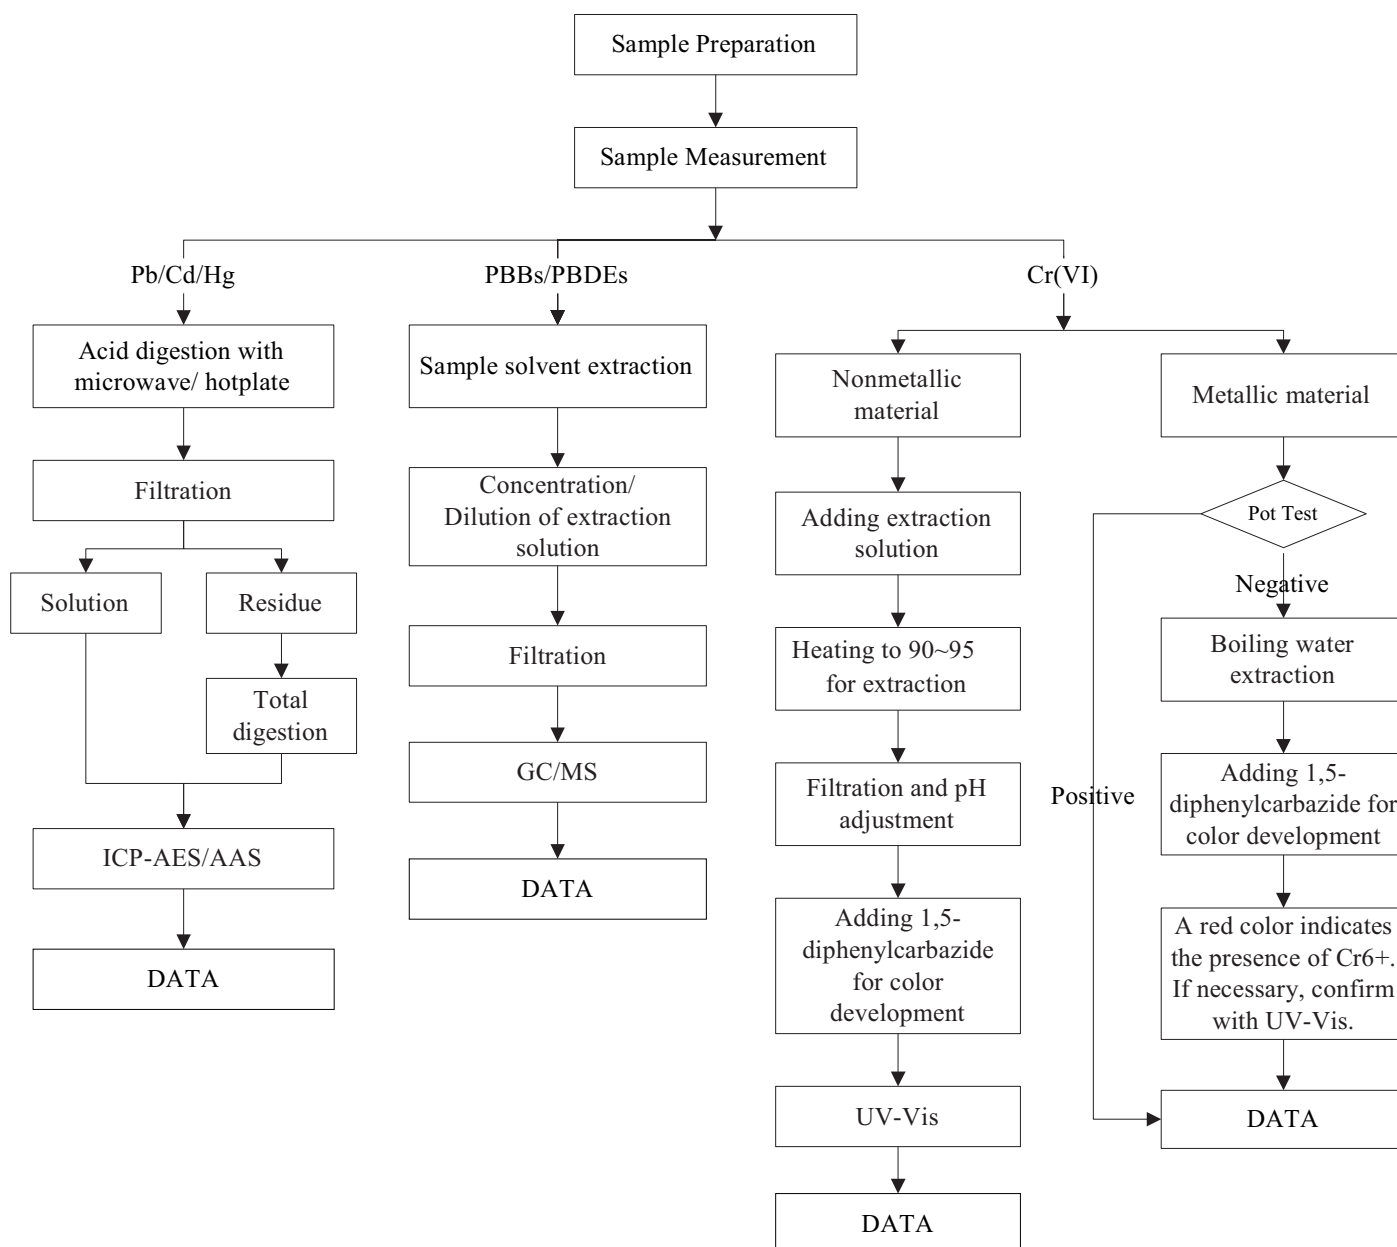 Sample Preparation
Sample Measurement
Pb/Cd/Hg
PBBs/PBDEs
Cr(VI)
Acid digestion with
microwave/ hotplate
Filtration
Solution
Residue
Total
digestion
ICP-AES/AAS
DATA
Sample solvent extraction
Concentration/
Dilution of extraction
solution
Filtration
GC/MS
DATA
Nonmetallic
material
Adding extraction
solution
Heating to 90~95
for extraction
Filtration and pH
adjustment
Adding 1,5-
diphenylcarbazide
for color
development
UV-Vis
DATA
Metallic material
Pot Test
Negative
Positive
Boiling water
extraction
Adding 1,5-
diphenylcarbazide for
color development
A red color indicates
the presence of Cr6+.
If necessary, confirm
with UV-Vis.
DATA